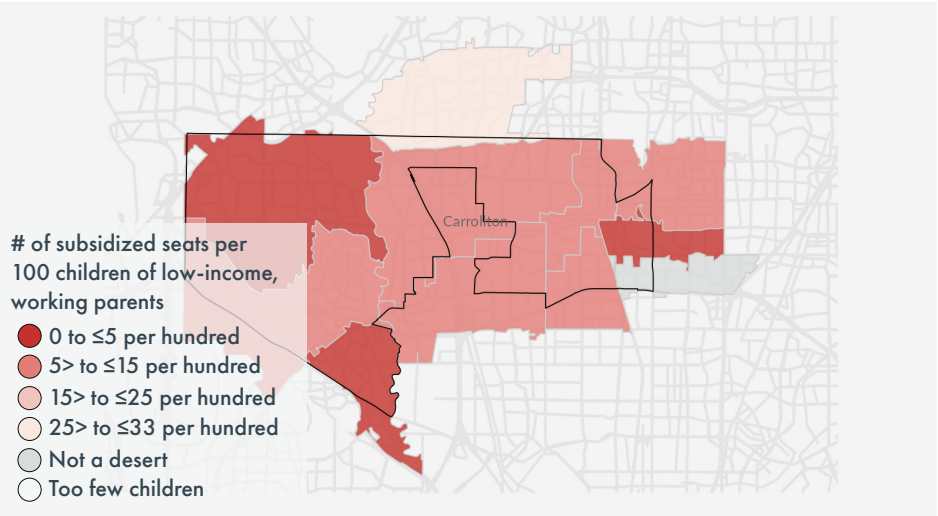 Carrollton
# of subsidized seats per
100 children of low-income,
working parents
0 to ≤5 per hundred
5> to ≤15 per hundred
15> to ≤25 per hundred
25> to ≤33 per hundred
Not a desert
Too few children